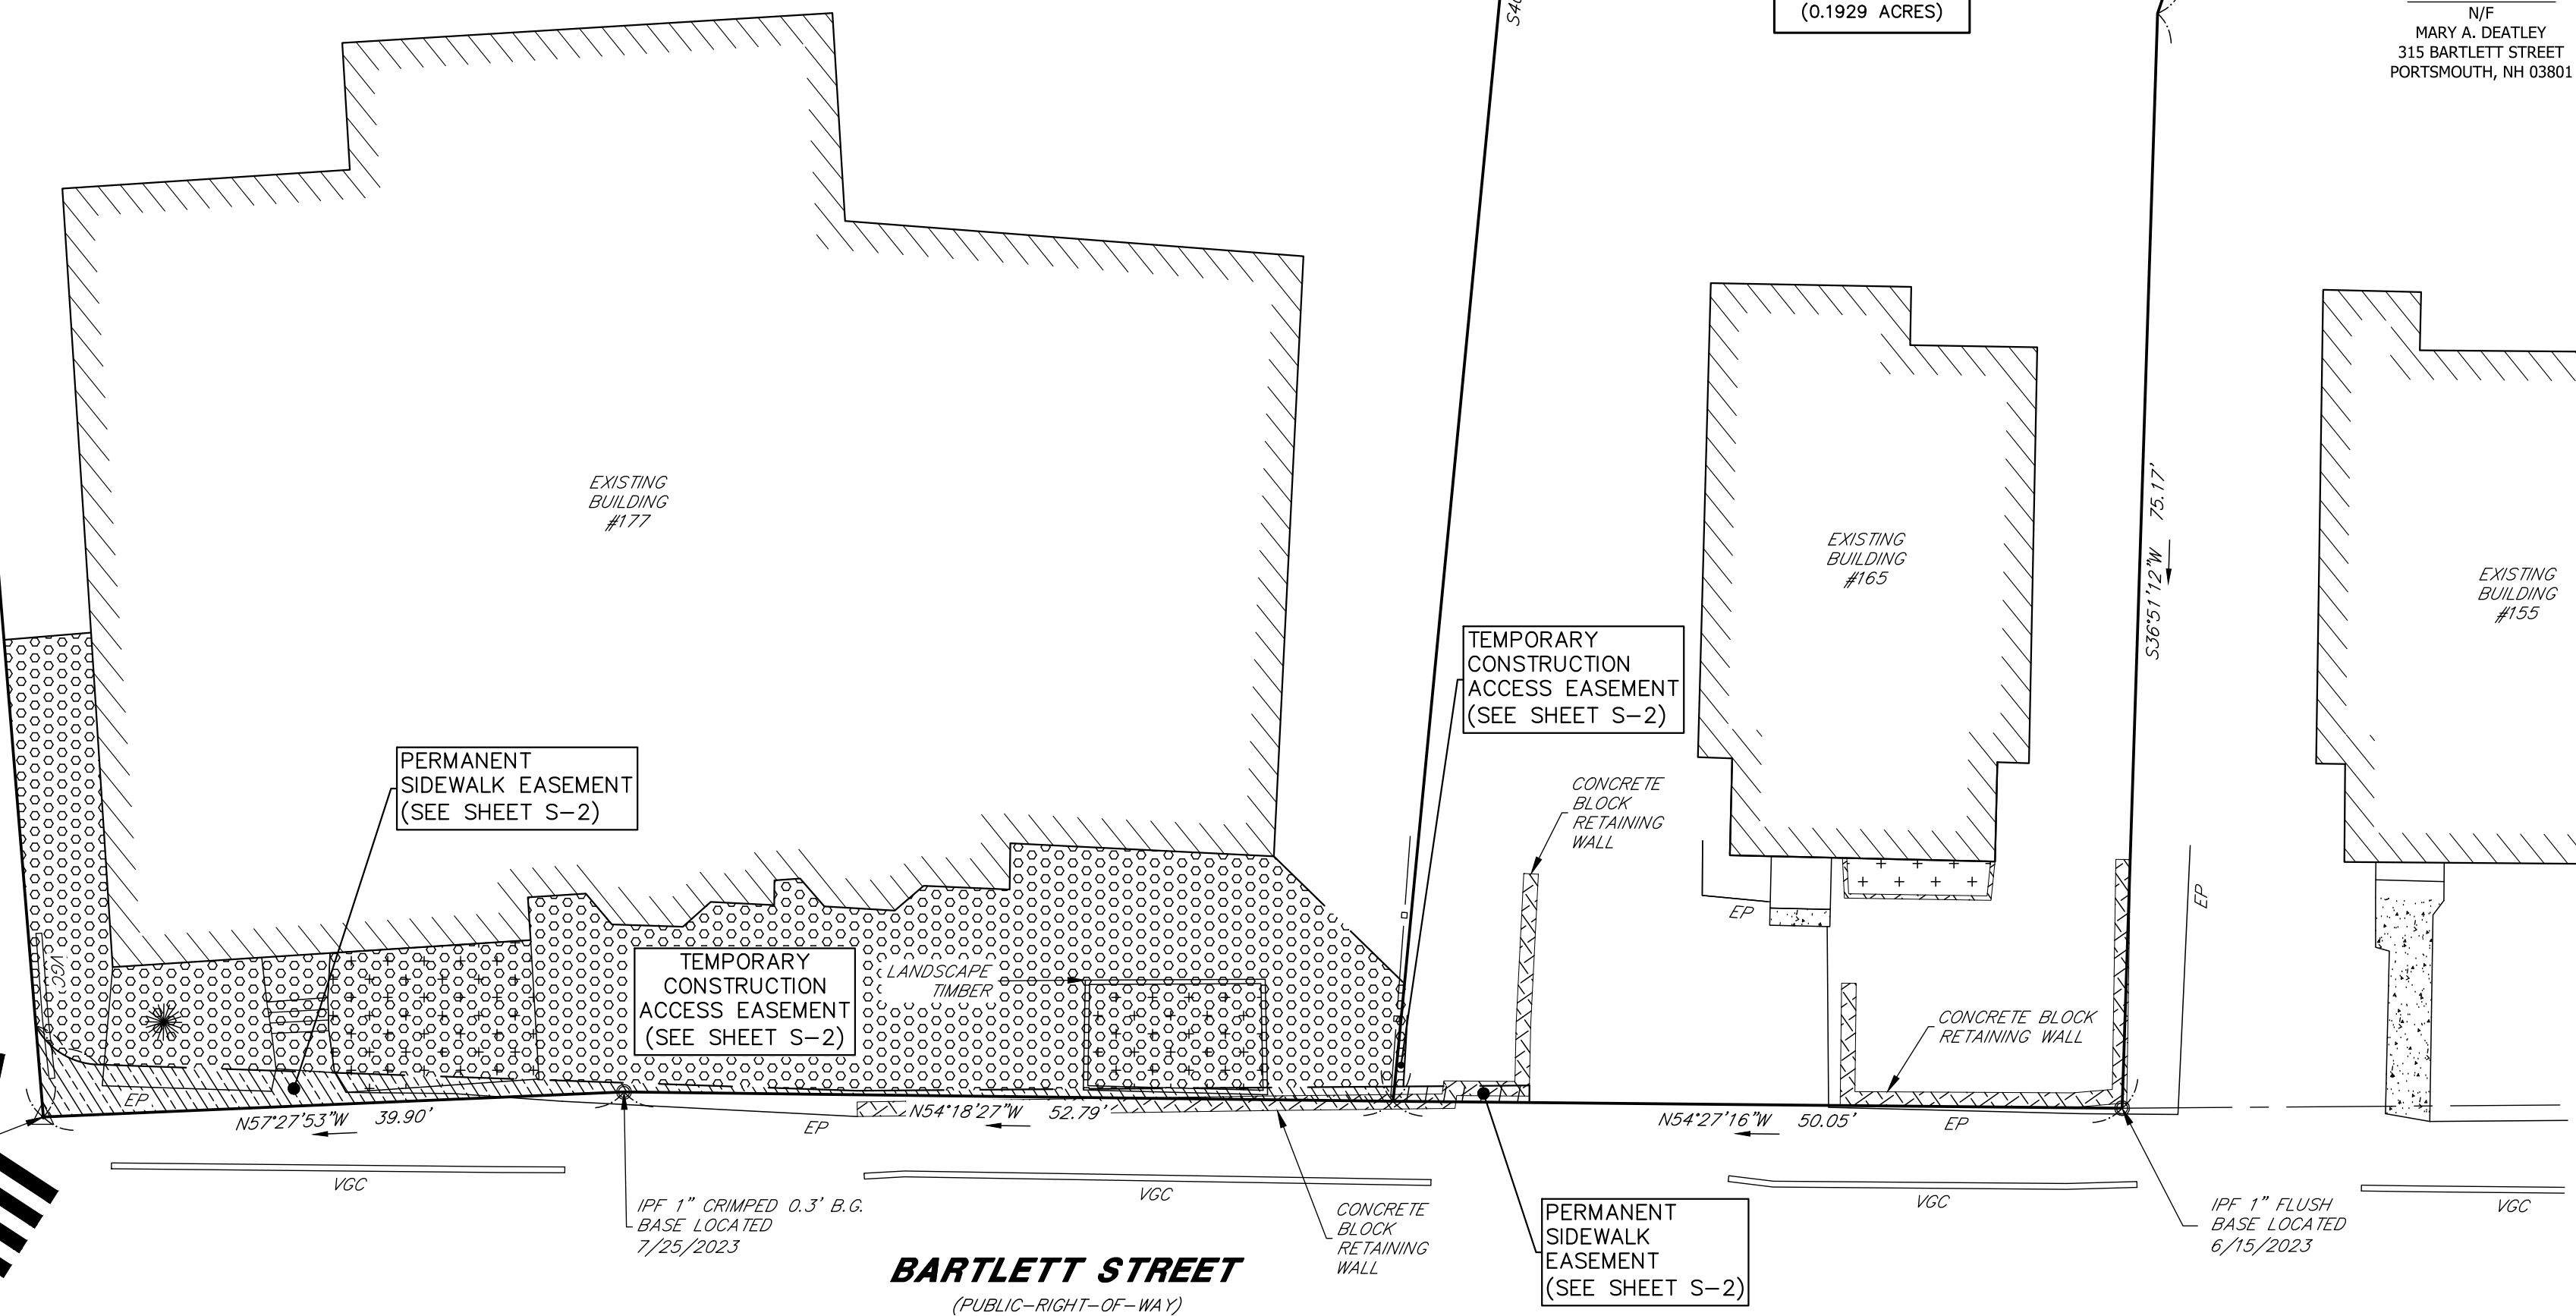 (0.1929 ACRES)
N/F
MARY A. DEATLEY
315 BARTLETT STREET
PORTSMOUTH, NH 03801
EXISTING
BUILDING
#177
EXISTING
BUILDING
#165
EXISTING
BUILDING
#155
S36°51'12"W 75.17'
TEMPORARY
CONSTRUCTION
ACCESS EASEMENT
(SEE SHEET S-2)
PERMANENT
SIDEWALK EASEMENT
(SEE SHEET S-2)
CONCRETE
BLOCK
RETAINING
WALL
EP
EP
VGC
TEMPORARY
CONSTRUCTION
ACCESS EASEMENT
(SEE SHEET S-2)
LANDSCAPE
TIMBER
CONCRETE BLOCK
RETAINING WALL
EP
N57°27'53"W 39.90'
EP
N54°18'27"W 52.79'
N54°27'16"W 50.05'
EP
VGC
VGC
VGC
VGC
IPF 1" CRIMPED 0.3' B.G.
BASE LOCATED
7/25/2023
CONCRETE
BLOCK
RETAINING
WALL
PERMANENT
SIDEWALK
EASEMENT
(SEE SHEET S-2)
IPF 1" FLUSH
BASE LOCATED
6/15/2023
BARTLETT STREET
(PUBLIC-RIGHT-OF-WAY)